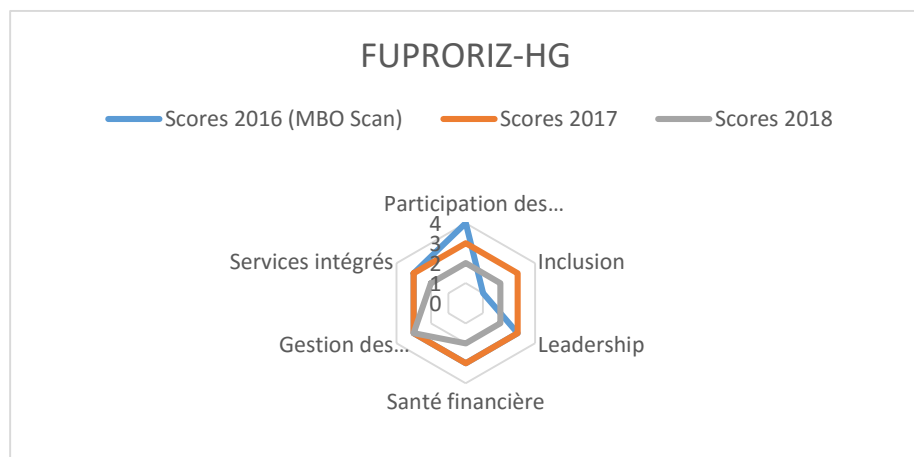 FUPRORIZ-HG
Scores 2016 (MBO Scan) Scores 2017 Scores 2018
Participation des...
4
3
Services intégrés 2 Inclusion
1
0
Gestion des... Leadership
Santé financière